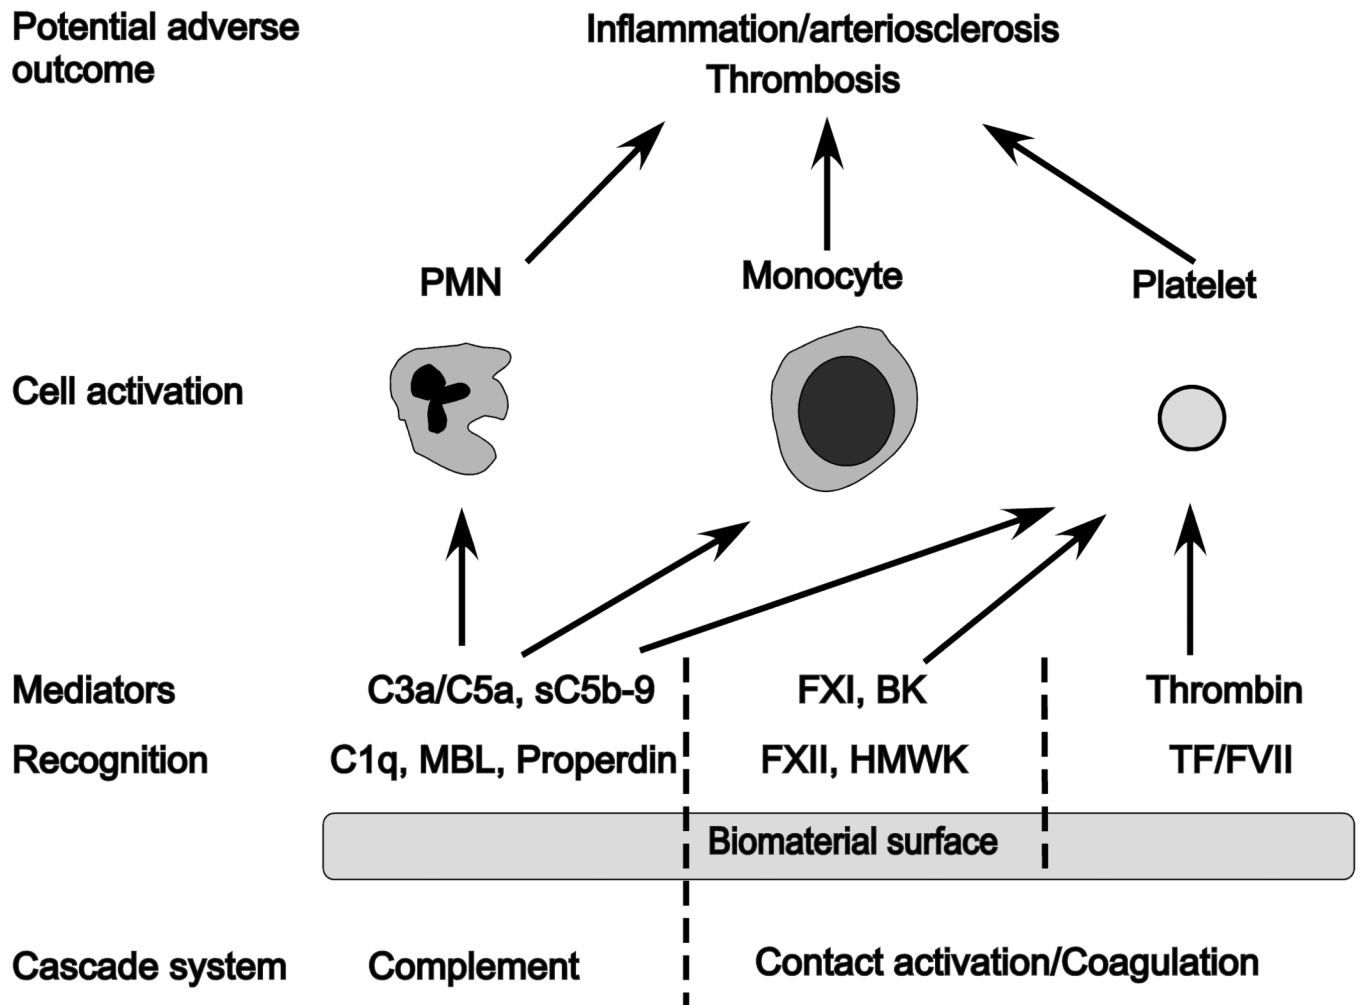 Potential adverse
outcome
Inflammation/arteriosclerosis
Thrombosis
PMN
Monocyte
Platelet
Cell activation
Mediators
C3a/C5a, sC5b-9
FXI, BK
Thrombin
Recognition
C1q, MBL, Properdin
FXII, HMWK
TF/FVII
Biomaterial surface
Cascade system
Complement
Contact activation/Coagulation